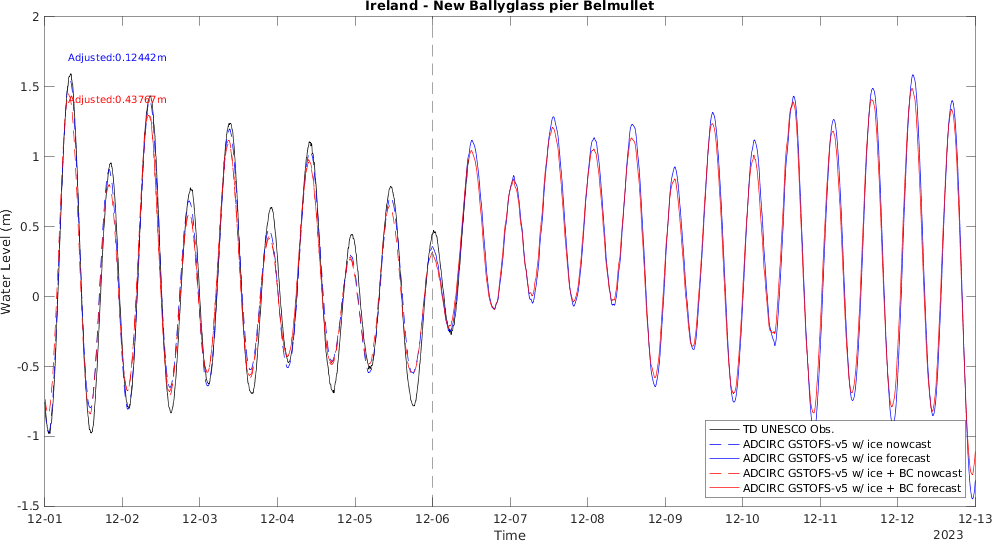 Ireland - New Ballyglass pier Belmullet
Water Level (m)
2
1.5
1
0.5
0
-0.5
-1
-1.5
Adjusted:0.12442m
Adjusted:0.43767m
TD UNESCO Obs.
ADCIRC GSTOFS-v5 w/ ice nowcast
ADCIRC GSTOFS-v5 w/ ice forecast
ADCIRC GSTOFS-v5 w/ ice + BC nowcast
ADCIRC GSTOFS-v5 w/ ice + BC forecast
12-01 12-02 12-03 12-04 12-05 12-06 12-07 12-08 12-09 12-10 12-11 12-12 12-13
Time
2023